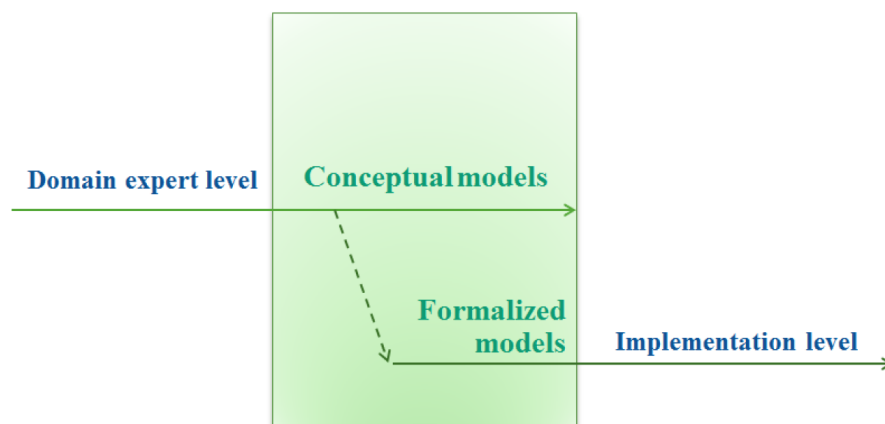 Domain expert level
Conceptual models
Formalized
models
Implementation level